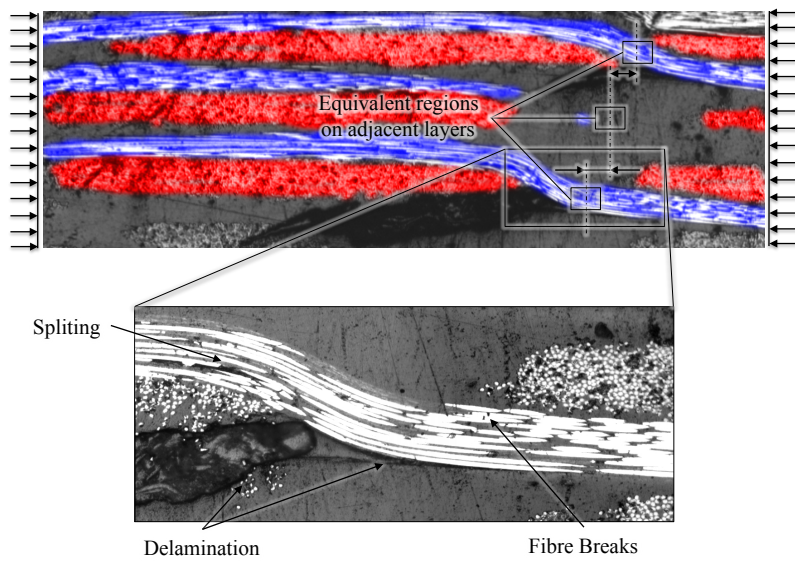 Equivalent regions
on adjacent layers
Spliting
Delamination
Fibre Breaks